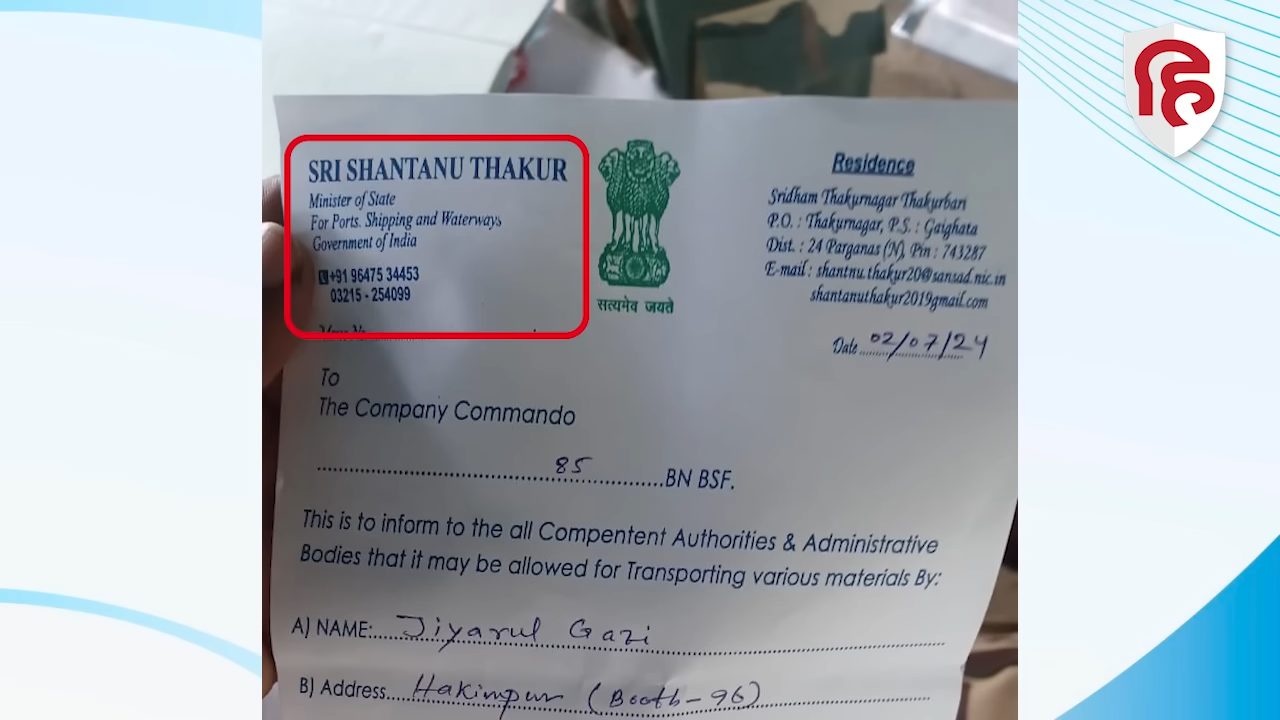 SRI SHANTANU THAKUR
Minister of State
For Ports. Shipping and Waterways
Government of India
+91 96475 34453
03215 - 254099
सत्यमेव जयते
Residence
Sridham Thakurnagar Thakurbari
P.O. : Thakurnagar, P.S. : Gaighata
Dist. : 24 Parganas (N), Pin : 743287
E-mail : shantnu.thakur20@sansad.nic.in
shantanuthakur2019gmail.com
Date 02/07/24
To
The Company Commando
85 BN BSF.
This is to inform to the all Compentent Authorities & Administrative
Bodies that it may be allowed for Transporting various materials By:
A) NAME: Jiyarul Gazi
B) Address Hakimpur (Booth-96)